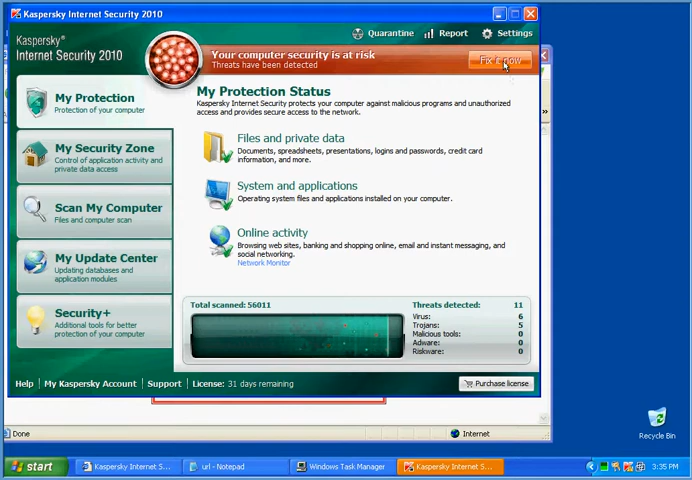 Kaspersky Internet Security 2010
Kaspersky®
Internet Security 2010
Quarantine
Report
Settings
Your computer security is at risk
Threats have been detected
Fix it now
My Protection
Protection of your computer
My Security Zone
Control of application activity and
private data access
Scan My Computer
Files and computer scan
My Update Center
Updating databases and
application modules
Security+
Additional tools for better
protection of your computer
My Protection Status
Kaspersky Internet Security protects your computer against malicious programs and unauthorized
access and provides secure access to the network.
Files and private data
Documents, spreadsheets, presentations, logins and passwords, credit card
information, and more.
System and applications
Operating system files and applications installed on your computer.
Online activity
Browsing web sites, banking and shopping online, email and instant messaging, and
social networking.
Network Monitor
Total scanned: 56011
Threats detected: 11
Virus: 6
Trojans: 5
Malicious tools: 0
Adware: 0
Riskware: 0
Help
My Kaspersky Account
Support
License: 31 days remaining
Purchase license
Done
Internet
Recycle Bin
start
Kaspersky Internet S...
url - Notepad
Windows Task Manager
Kaspersky Internet S...
3:35 PM